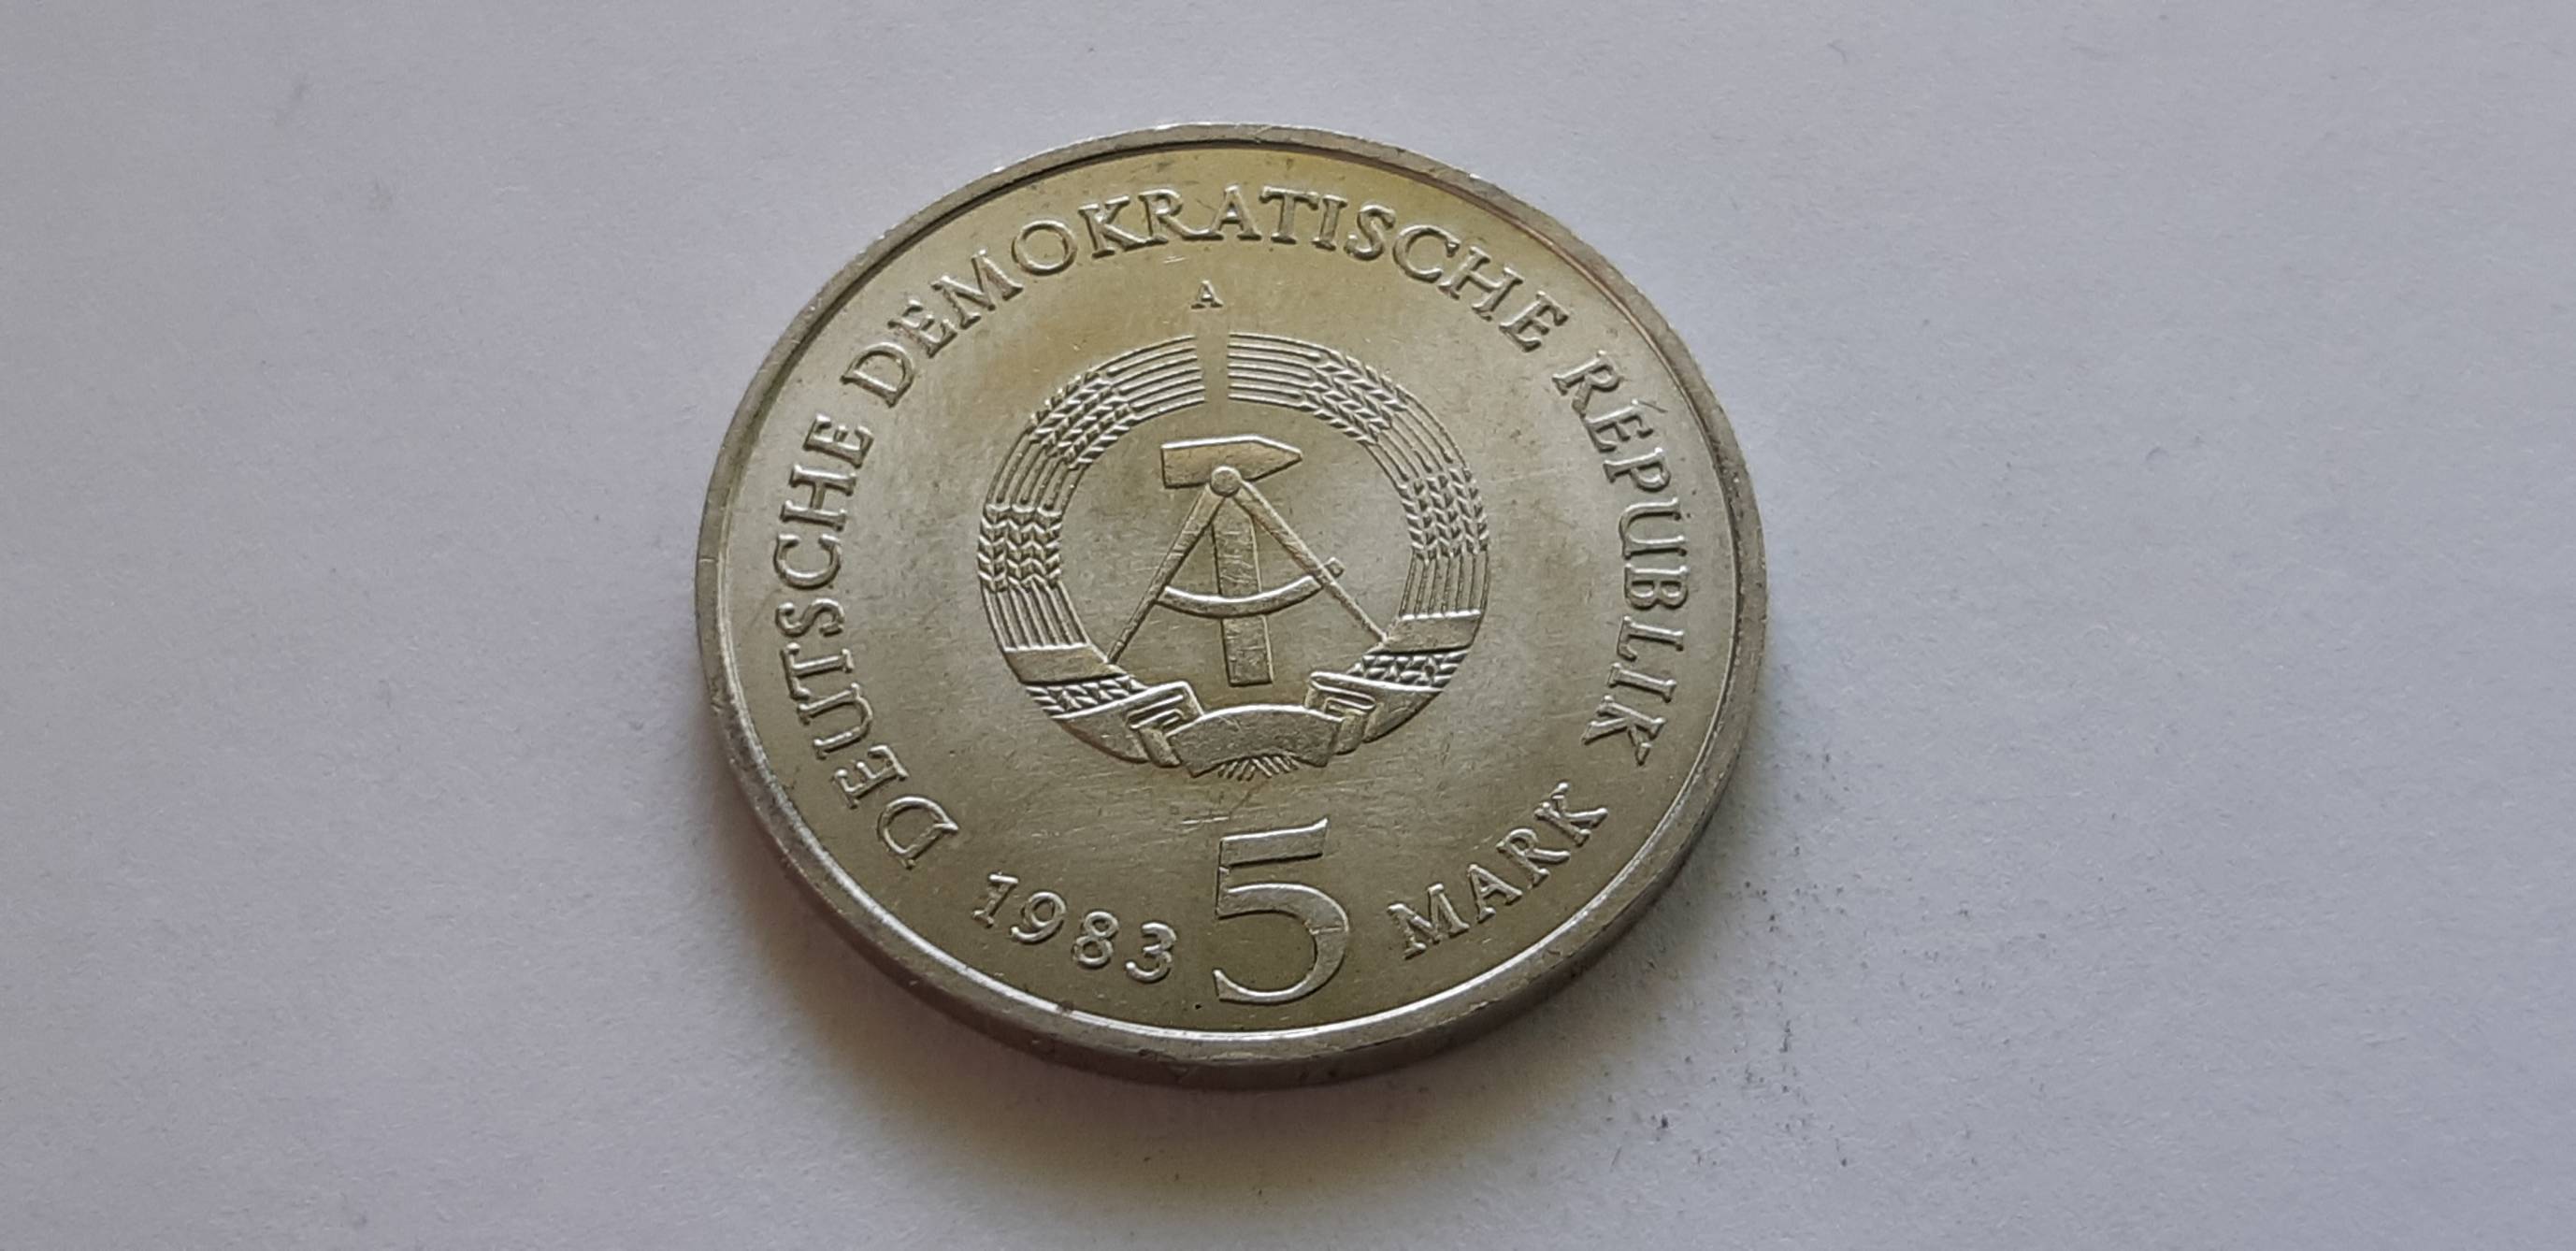 DEUTSCHE DEMOKRATISCHE REPUBLIK
A
1983 5 MARK